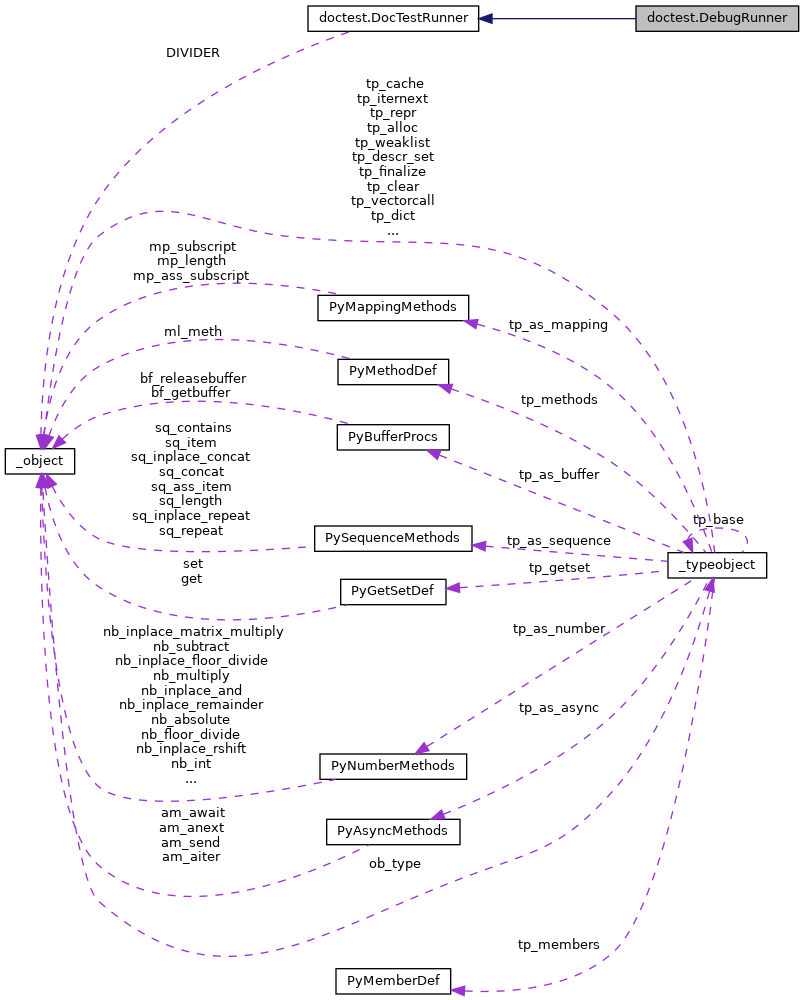 doctest.DocTestRunner
doctest.DebugRunner
DIVIDER
tp_cache
tp_iternext
tp_repr
tp_alloc
tp_weaklist
tp_descr_set
tp_finalize
tp_clear
tp_vectorcall
tp_dict
...
mp_subscript
mp_length
mp_ass_subscript
PyMappingMethods
tp_as_mapping
ml_meth
PyMethodDef
tp_methods
bf_releasebuffer
bf_getbuffer
PyBufferProcs
_object
sq_contains
sq_item
sq_inplace_concat
sq_concat
sq_ass_item
sq_length
sq_inplace_repeat
sq_repeat
tp_as_buffer
PySequenceMethods
tp_as_sequence
tp_base
_typeobject
set
get
PyGetSetDef
tp_getset
nb_inplace_matrix_multiply
nb_subtract
nb_inplace_floor_divide
nb_multiply
nb_inplace_and
nb_inplace_remainder
nb_absolute
nb_floor_divide
nb_inplace_rshift
nb_int
...
tp_as_number
PyNumberMethods
tp_as_async
am_await
am_anext
am_send
am_aiter
PyAsyncMethods
ob_type
tp_members
PyMemberDef